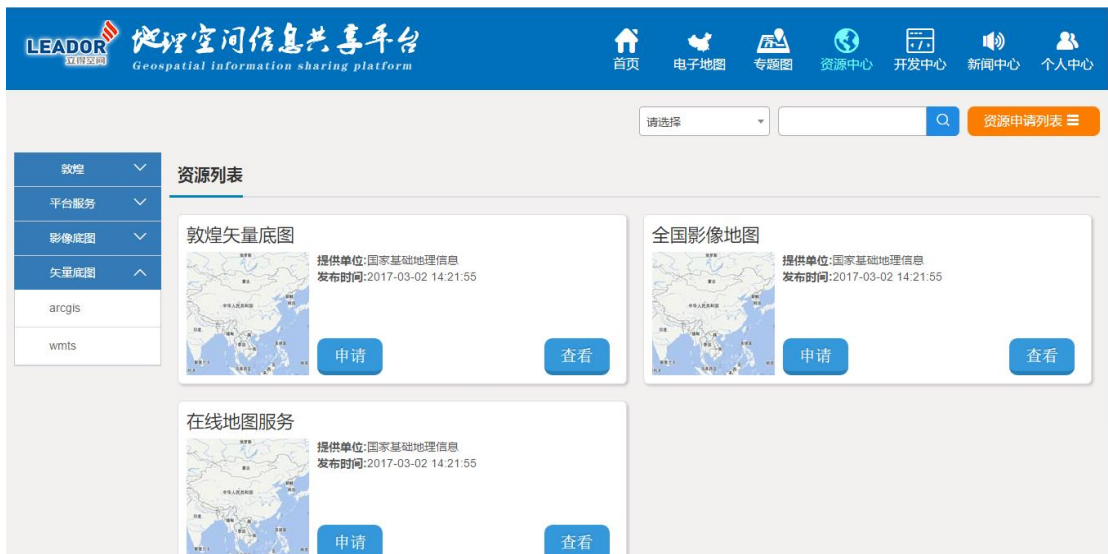 LEADOR
立得空间
地理空间信息共享平台
Geospatial information sharing platform
首页
电子地图
专题图
资源中心
开发中心
新闻中心
个人中心
请选择
资源申请列表
敦煌
平台服务
影像底图
矢量底图
arcgis
wmts
资源列表
敦煌矢量底图
提供单位:国家基础地理信息
发布时间:2017-03-02 14:21:55
申请
查看
全国影像地图
提供单位:国家基础地理信息
发布时间:2017-03-02 14:21:55
申请
查看
在线地图服务
提供单位:国家基础地理信息
发布时间:2017-03-02 14:21:55
申请
查看